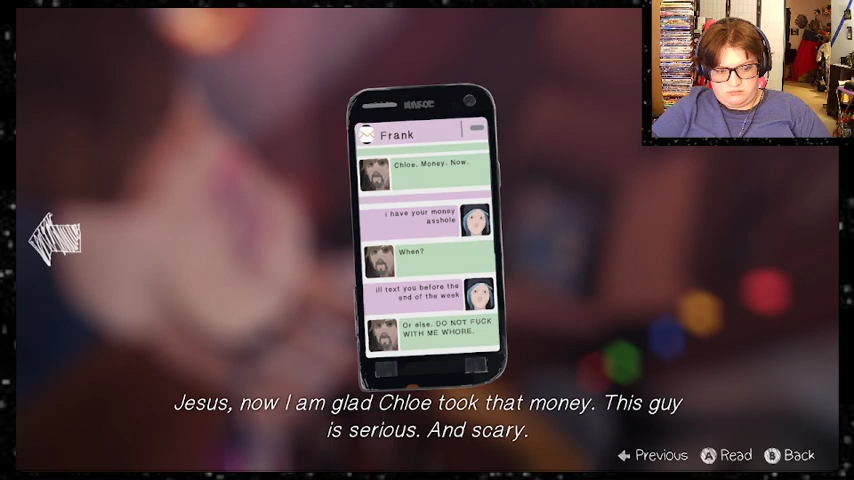 Frank
Chloe. Money. Now.
i have your money
asshole
When?
ill text you before the
end of the week
Or else. DO NOT FUCK
WITH ME WHORE.
Jesus, now I am glad Chloe took that money. This guy
is serious. And scary.
Previous A Read B Back